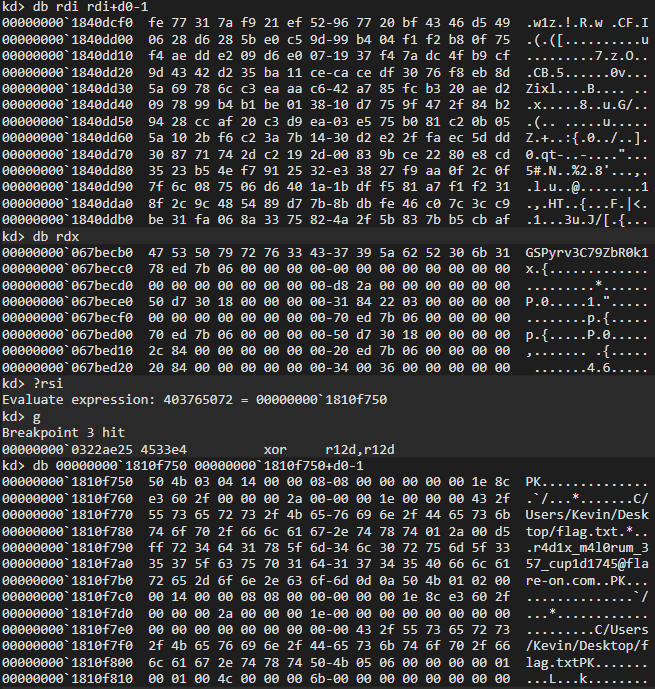 kd> db rdi rdi+d0-1
00000000`1840dcf0  fe 77 31 7a f9 21 ef 52-96 77 20 bf 43 46 d5 49  .w1z.!.R.w .CF.I
00000000`1840dd00  06 28 d6 28 5b e0 c5 9d-99 b4 04 f1 f2 b8 0f 75  .(.([..........u
00000000`1840dd10  f4 ae dd e2 09 d6 e0 07-19 37 f4 7a dc 4f b9 cf  .........7.z.O..
00000000`1840dd20  9d 43 42 d2 35 ba 11 ce-ca ce df 30 76 f8 eb 8d  .CB.5......0v...
00000000`1840dd30  5a 69 78 6c c3 ea aa c6-42 a7 85 fc b3 20 ae d2  Zixl....B.... ..
00000000`1840dd40  09 78 99 b4 b1 be 01 38-10 d7 75 9f 47 2f 84 b2  .x.....8..u.G/..
00000000`1840dd50  94 28 cc af 20 c3 d9 ea-03 e5 75 b0 81 c2 0b 05  .(.. .....u.....
00000000`1840dd60  5a 10 2b f6 c2 3a 7b 14-30 d2 e2 2f fa ec 5d dd  Z.+..:{.0../..].
00000000`1840dd70  30 87 71 74 2d c2 19 2d-00 83 9b ce 22 80 e8 cd  0.qt-..-...."...
00000000`1840dd80  35 23 b5 4e f7 91 25 32-e3 38 27 f9 aa 0f 2c 0f  5#.N..%2.8'...,.
00000000`1840dd90  7f 6c 08 75 06 d6 40 1a-1b df f5 81 a7 f1 f2 31  .l.u..@........1
00000000`1840dda0  8f 2c 9c 48 54 89 d7 7b-8b db fe 46 c0 7c 3c c9  .,.HT..{...F.|<.
00000000`1840ddb0  be 31 fa 06 8a 33 75 82-4a 2f 5b 83 7b b5 cb af  .1...3u.J/[.{...
kd> db rdx
00000000`067becb0  47 53 50 79 72 76 33 43-37 39 5a 62 52 30 6b 31  GSPyrv3C79ZbR0k1
00000000`067becc0  78 ed 7b 06 00 00 00 00-00 00 00 00 00 00 00 00  x.{.............
00000000`067becd0  00 00 00 00 00 00 00 00-d8 2a 00 00 00 00 00 00  .........*......
00000000`067bece0  50 d7 30 18 00 00 00 00-31 84 22 03 00 00 00 00  P.0.....1.".....
00000000`067becf0  00 00 00 00 00 00 00 00-70 ed 7b 06 00 00 00 00  ........p.{.....
00000000`067bed00  70 ed 7b 06 00 00 00 00-50 d7 30 18 00 00 00 00  p.{.....P.0.....
00000000`067bed10  2c 84 00 00 00 00 00 00-20 ed 7b 06 00 00 00 00  ,....... .{.....
00000000`067bed20  20 84 00 00 00 00 00 00-34 00 36 00 00 00 00 00   .......4.6.....
kd> ?rsi
Evaluate expression: 403765072 = 00000000`1810f750
kd> g
Breakpoint 3 hit
00000000`0322ae25 4533e4          xor     r12d,r12d
kd> db 00000000`1810f750 00000000`1810f750+d0-1
00000000`1810f750  50 4b 03 04 14 00 00 08-08 00 00 00 00 00 1e 8c  PK..............
00000000`1810f760  e3 60 2f 00 00 00 2a 00-00 00 1e 00 00 00 43 2f  .`/...*.......C/
00000000`1810f770  55 73 65 72 73 2f 4b 65-76 69 6e 2f 44 65 73 6b  Users/Kevin/Desk
00000000`1810f780  74 6f 70 2f 66 6c 61 67-2e 74 78 74 01 2a 00 d5  top/flag.txt.*..
00000000`1810f790  ff 72 34 64 31 78 5f 6d-34 6c 30 72 75 6d 5f 33  .r4d1x_m4l0rum_3
00000000`1810f7a0  35 37 5f 63 75 70 31 64-31 37 34 35 40 66 6c 61  57_cup1d1745@fla
00000000`1810f7b0  72 65 2d 6f 6e 2e 63 6f-6d 0d 0a 50 4b 01 02 00  re-on.com..PK...
00000000`1810f7c0  00 14 00 00 08 08 00 00-00 00 00 1e 8c e3 60 2f  ..............`/
00000000`1810f7d0  00 00 00 2a 00 00 00 1e-00 00 00 00 00 00 00 00  ...*............
00000000`1810f7e0  00 00 00 00 00 00 00 00-00 43 2f 55 73 65 72 73  .........C/Users
00000000`1810f7f0  2f 4b 65 76 69 6e 2f 44-65 73 6b 74 6f 70 2f 66  /Kevin/Desktop/f
00000000`1810f800  6c 61 67 2e 74 78 74 50-4b 05 06 00 00 00 00 01  lag.txtPK.......
00000000`1810f810  00 01 00 4c 00 00 00 6b-00 00 00 00 00 00 00 00  ...L...k........